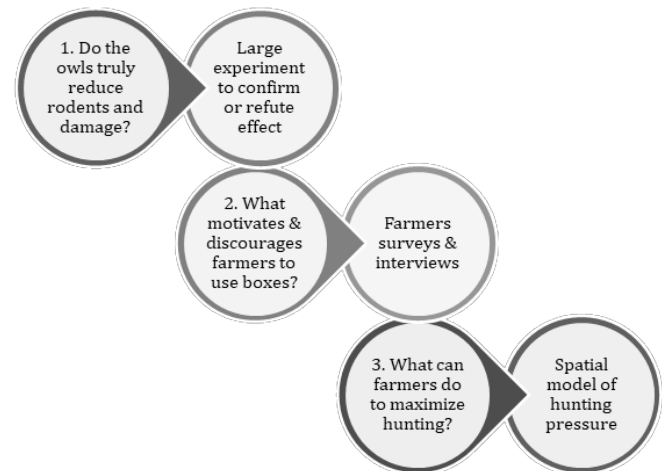 1. Do the
owls truly
reduce
rodents and
damage?
Large
experiment
to confirm
or refute
effect
2. What
motivates &
discourages
farmers to
use boxes?
Farmers
surveys &
interviews
3. What can
farmers do
to maximize
hunting?
Spatial
model of
hunting
pressure